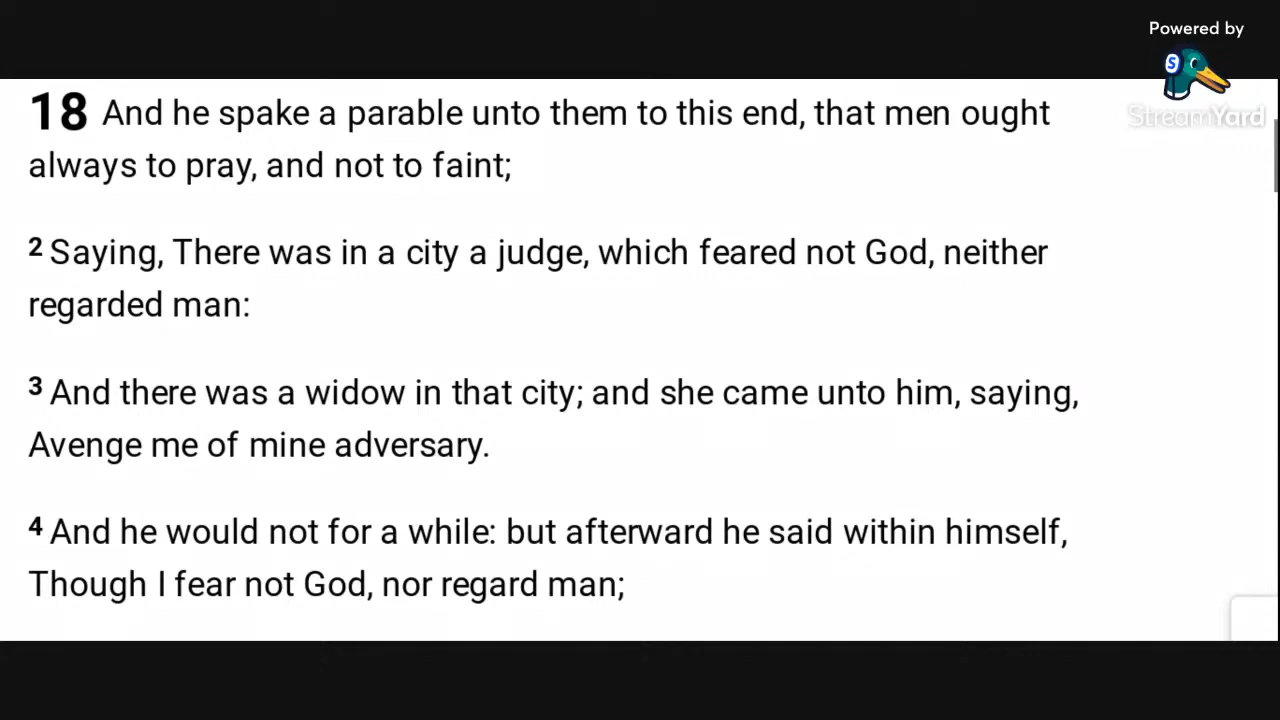 Powered by
S
StreamYard
18 And he spake a parable unto them to this end, that men ought
always to pray, and not to faint;
2 Saying, There was in a city a judge, which feared not God, neither
regarded man:
3 And there was a widow in that city; and she came unto him, saying,
Avenge me of mine adversary.
4 And he would not for a while: but afterward he said within himself,
Though I fear not God, nor regard man;